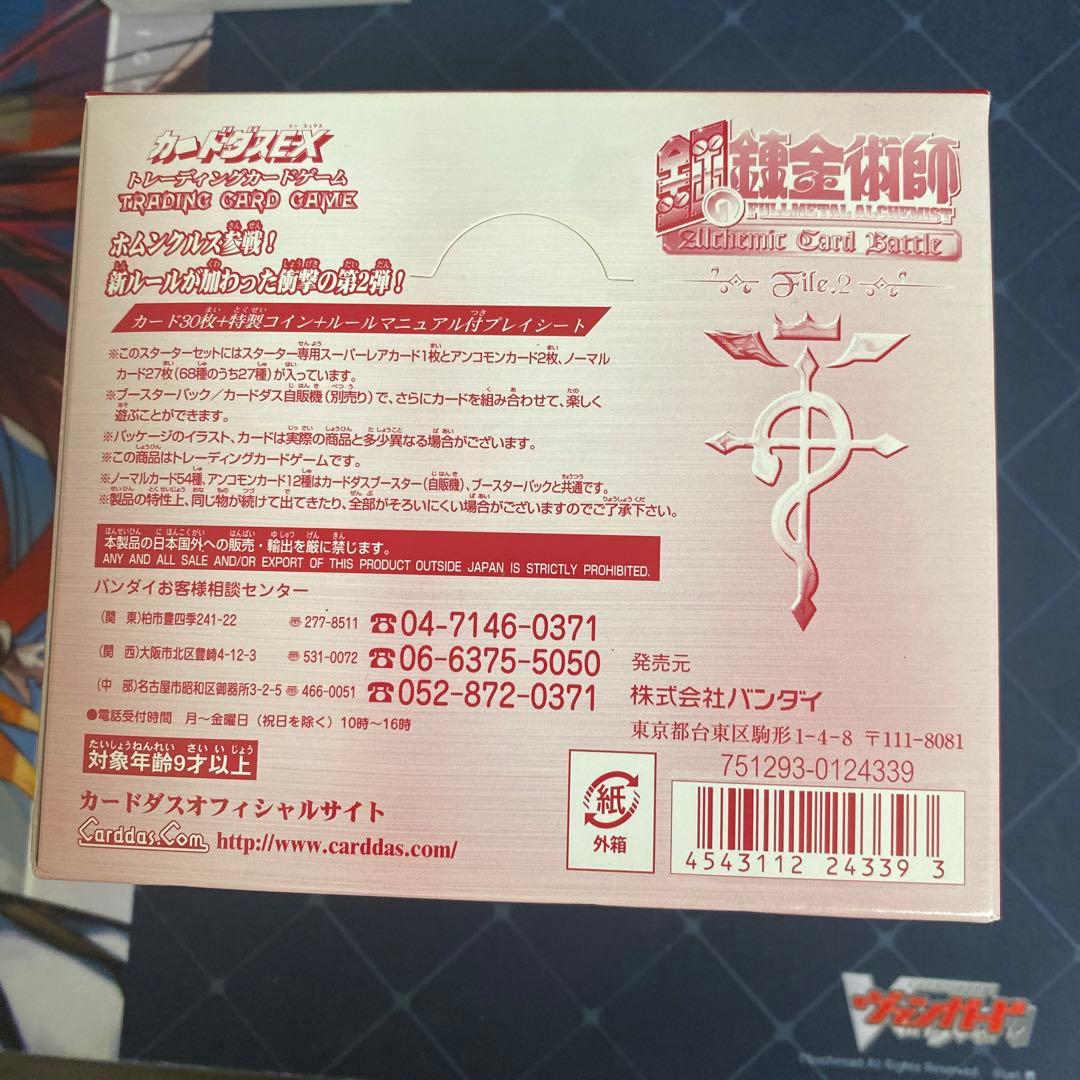 カードダスEX
トレーディングカードゲーム
TRADING CARD GAME
ホムンクルス参戦!
新ルールが加わった衝撃の第2弾!
カード30枚+特製コイン+ルールマニュアル付プレイシート
※このスターターセットにはスターター専用スーパーレアカード1枚とアンコモンカード2枚、ノーマル
カード27枚(68種のうち27種)が入っています。
※ブースターパック/カードダス自販機(別売り)で、さらにカードを組み合わせて、楽しく
遊ぶことができます。
※パッケージのイラスト、カードは実際の商品と多少異なる場合がございます。
※この商品はトレーディングカードゲームです。
※ノーマルカード54種、アンコモンカード12種はカードダスブースター(自販機)、ブースターパックと共通です。
※製品の特性上、同じ物が続けて出てきたり、全部がそろいにくい場合がございますのでご了承下さい。
本製品の日本国外への販売・輸出を厳に禁じます。
ANY AND ALL SALE AND/OR EXPORT OF THIS PRODUCT OUTSIDE JAPAN IS STRICTLY PROHIBITED.
バンダイお客様相談センター
(関 東)柏市豊四季241-22 〠277-8511 ☎04-7146-0371
(関 西)大阪市北区豊崎4-12-3 〠531-0072 ☎06-6375-5050
(中 部)名古屋市昭和区御器所3-2-5 〠466-0051 ☎052-872-0371
●電話受付時間 月〜金曜日(祝日を除く)10時〜16時
対象年齢9才以上
カードダスオフィシャルサイト
Carddas.Com http://www.carddas.com/
鋼の錬金術師
FULLMETAL ALCHEMIST
Alchemic Card Battle
File.2
発売元
株式会社バンダイ
東京都台東区駒形1-4-8 〒111-8081
751293-0124339
紙
外箱
4543112 24339 3
ヴァンガード